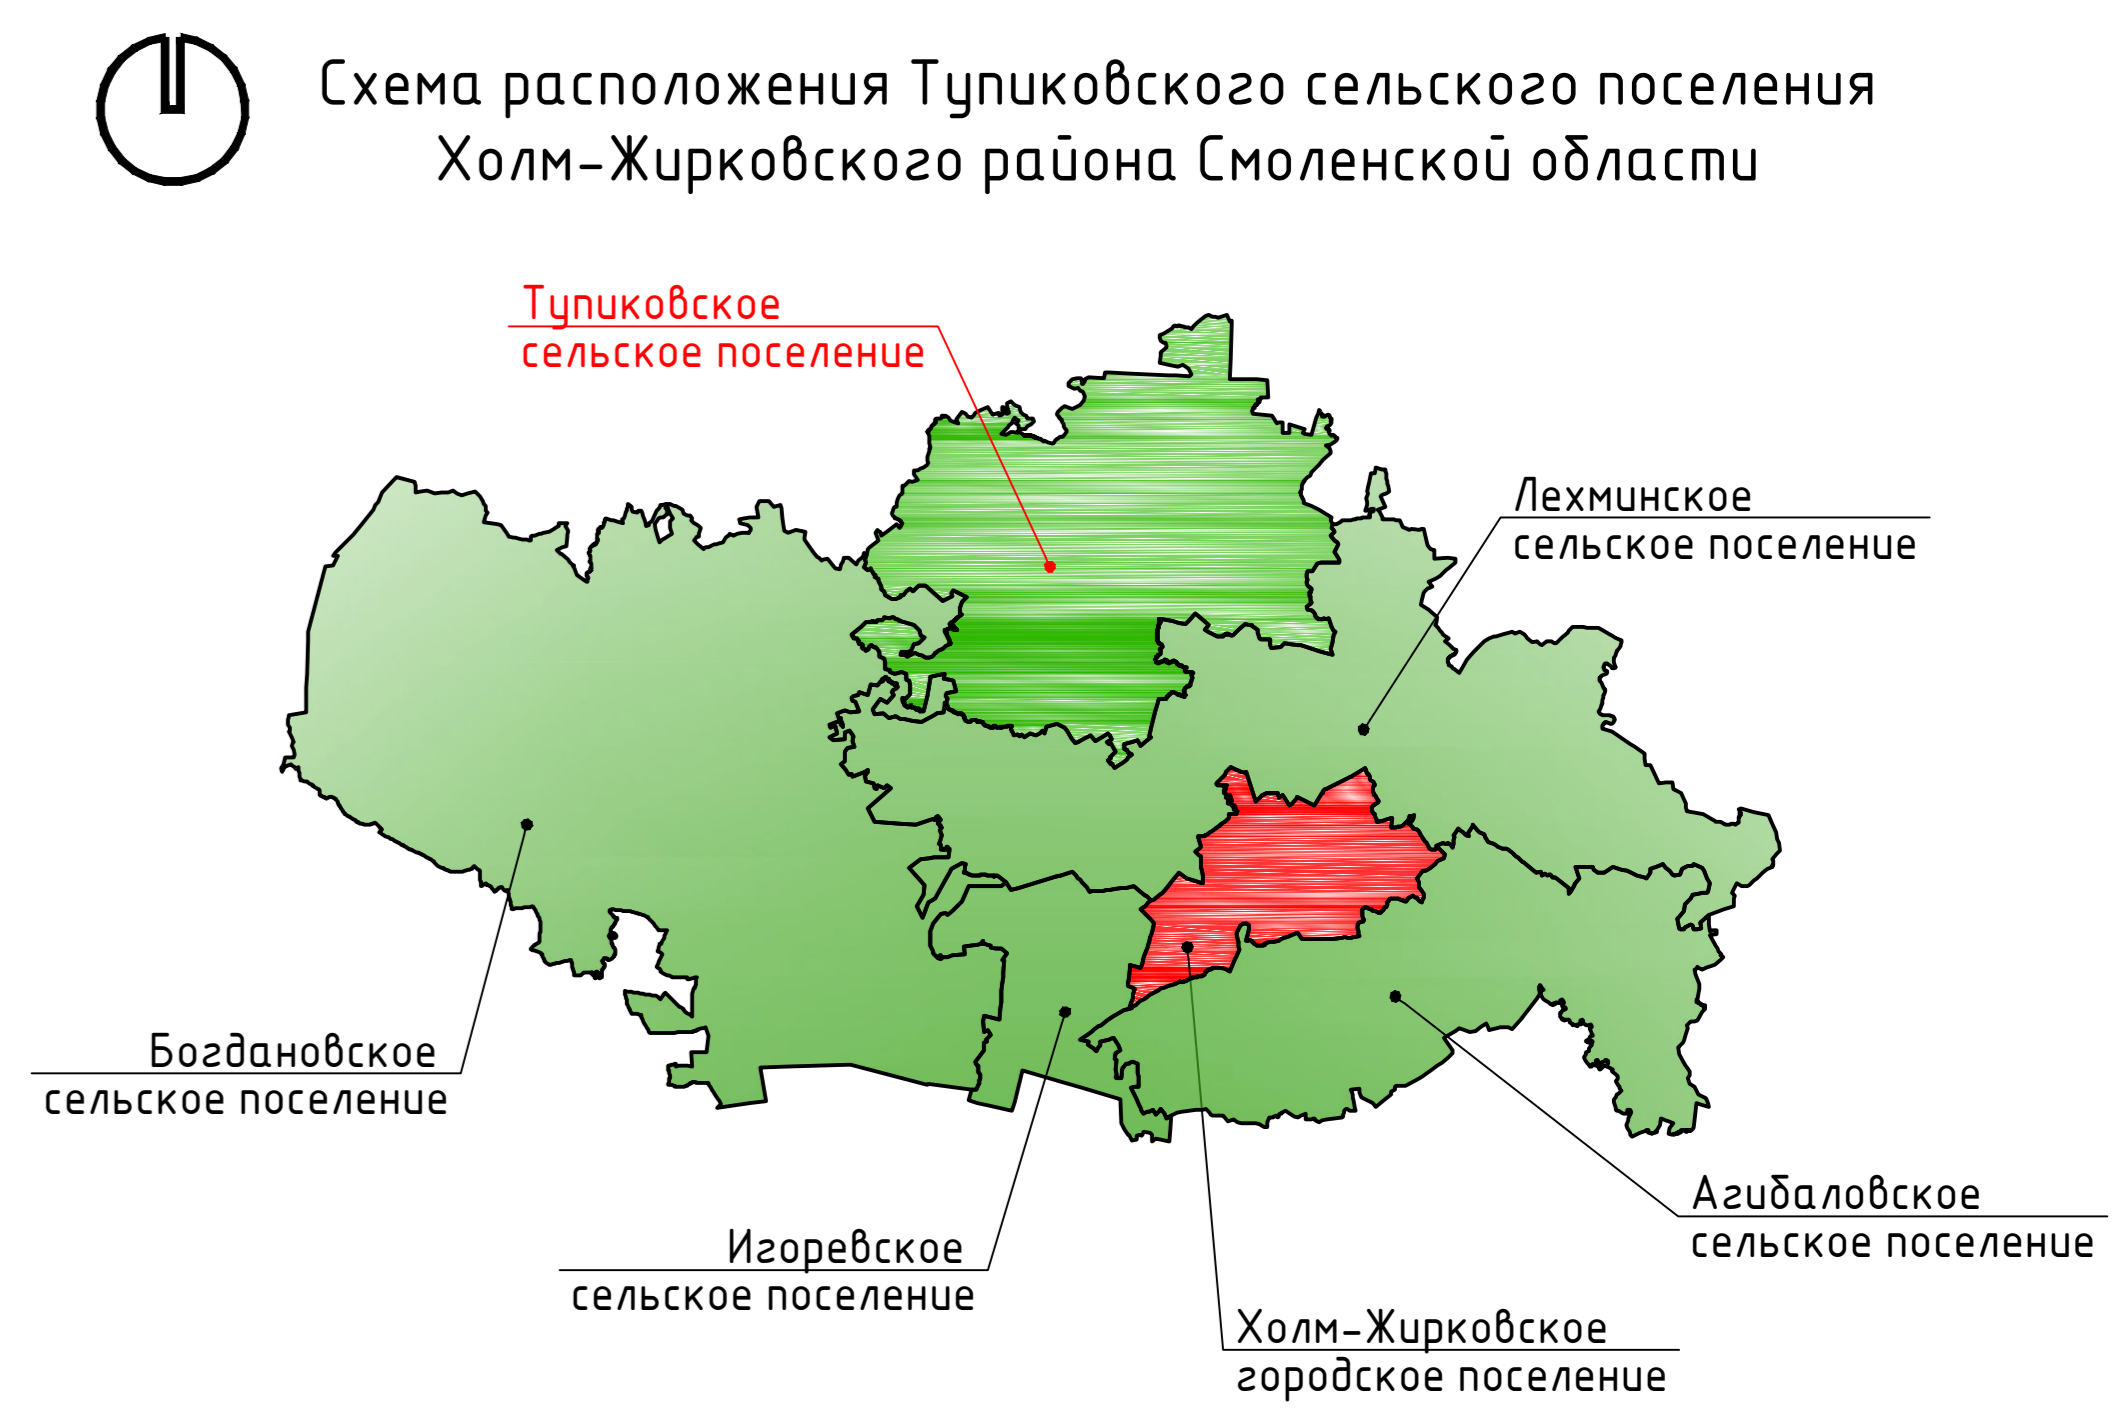 Схема расположения Тупиковского сельского поселения
Холм-Жирковского района Смоленской области
Тупиковское
сельское поселение
Лехминское
сельское поселение
Богдановское
сельское поселение
Агибаловское
сельское поселение
Игоревское
сельское поселение
Холм-Жирковское
городское поселение